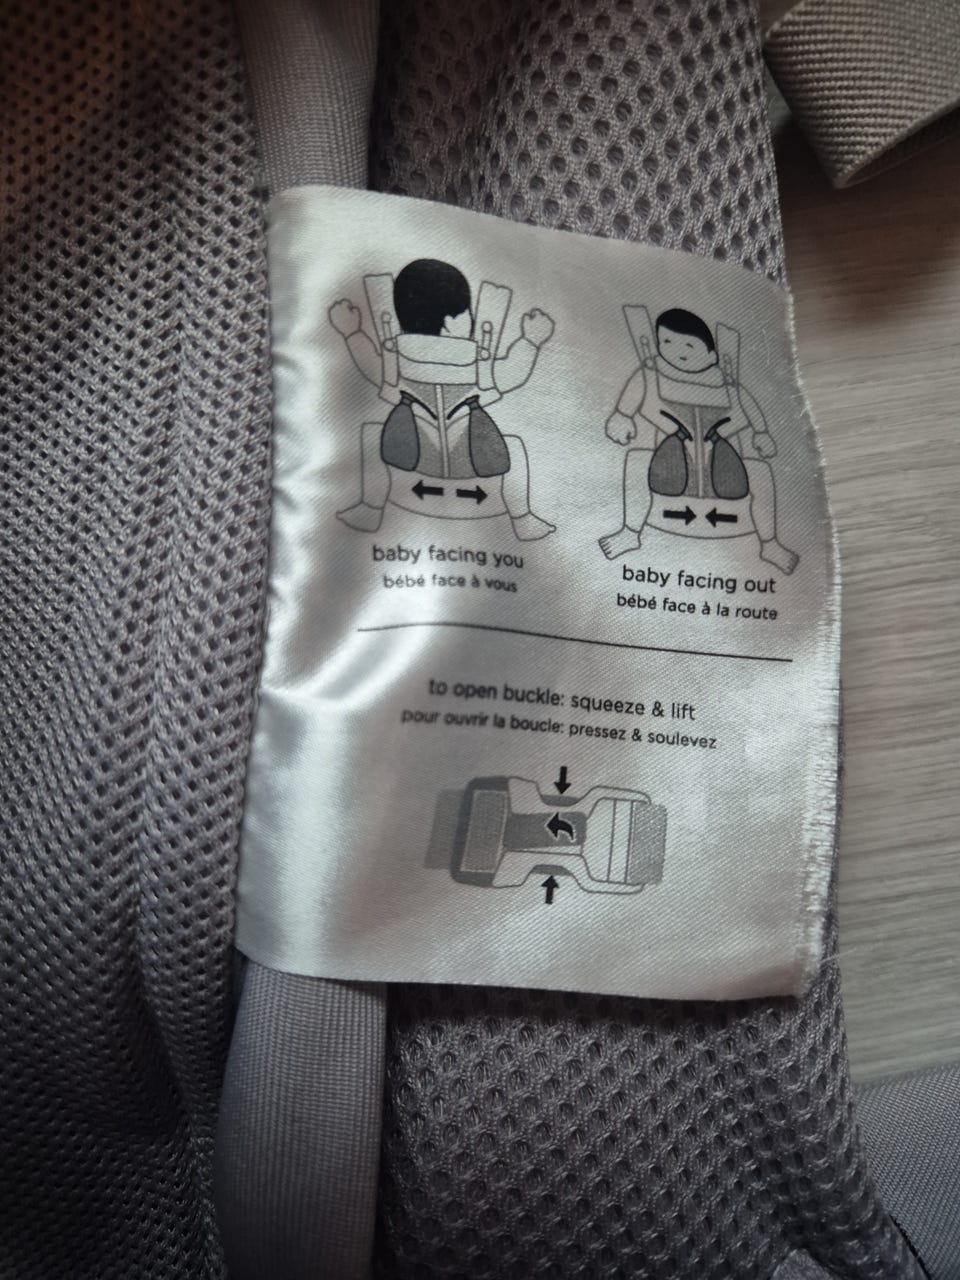 baby facing you
bébé face à vous
baby facing out
bébé face à la route
to open buckle: squeeze & lift
pour ouvrir la boucle: pressez & soulevez